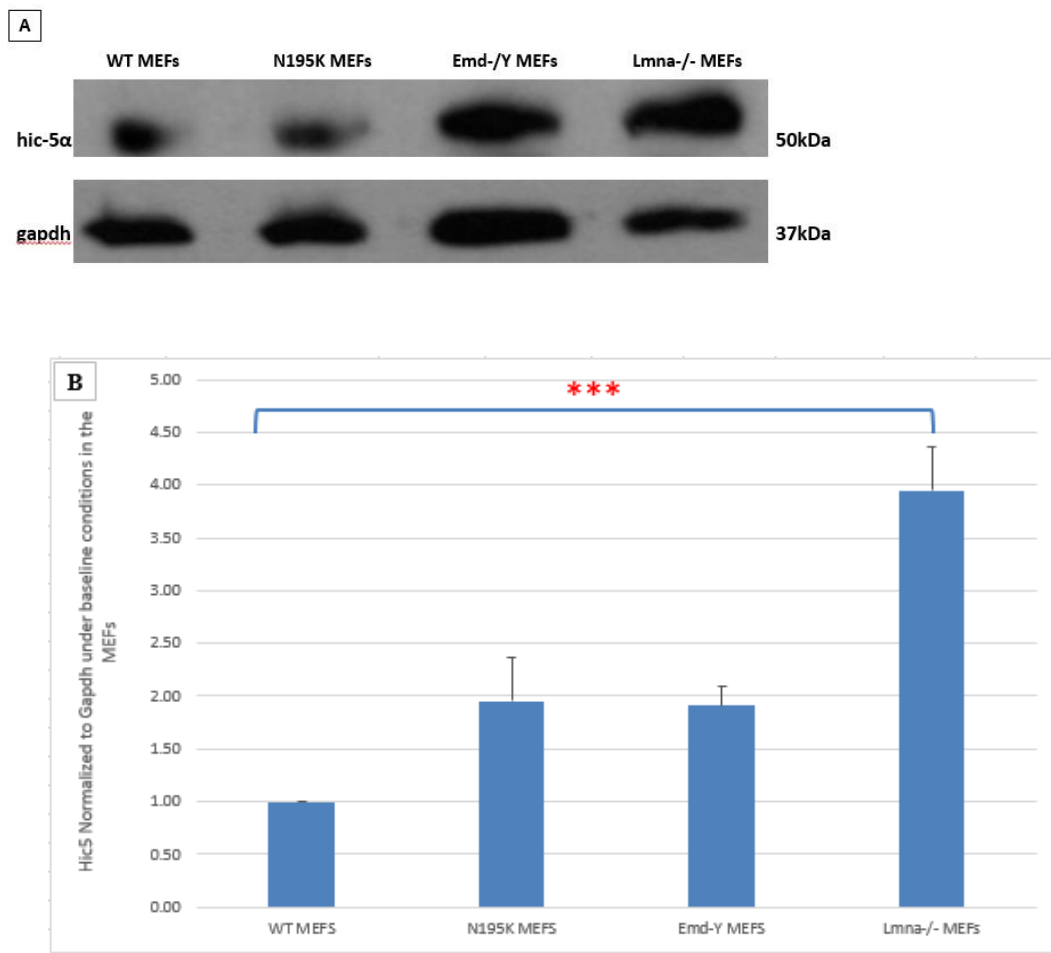 A
WT MEFs N195K MEFs Emd-/Y MEFs Lmna-/- MEFs
hic-5α 50kDa
gapdh 37kDa
B
Hic5 Normalized to Gapdh under baseline conditions in the
MEFs
***
5.00
4.50
4.00
3.50
3.00
2.50
2.00
1.50
1.00
0.50
0.00
WT MEFS N195K MEFS Emd-Y MEFS Lmna-/- MEFs